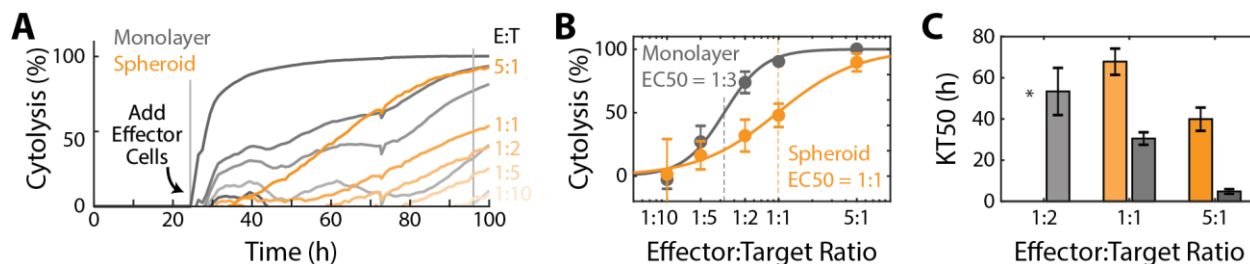 A
Cytolysis (%)
100
50
0
Monolayer
Spheroid
Add
Effector
Cells
E:T
5:1
1:1
1:2
1:5
1:10
0 20 40 60 80 100
Time (h)
B
Cytolysis (%)
100
50
0
Monolayer
EC50 = 1:3
Spheroid
EC50 = 1:1
1:10 1:5 1:2 1:1 5:1
Effector:Target Ratio
C
KT50 (h)
80
60
40
20
0
*
1:2 1:1 5:1
Effector:Target Ratio